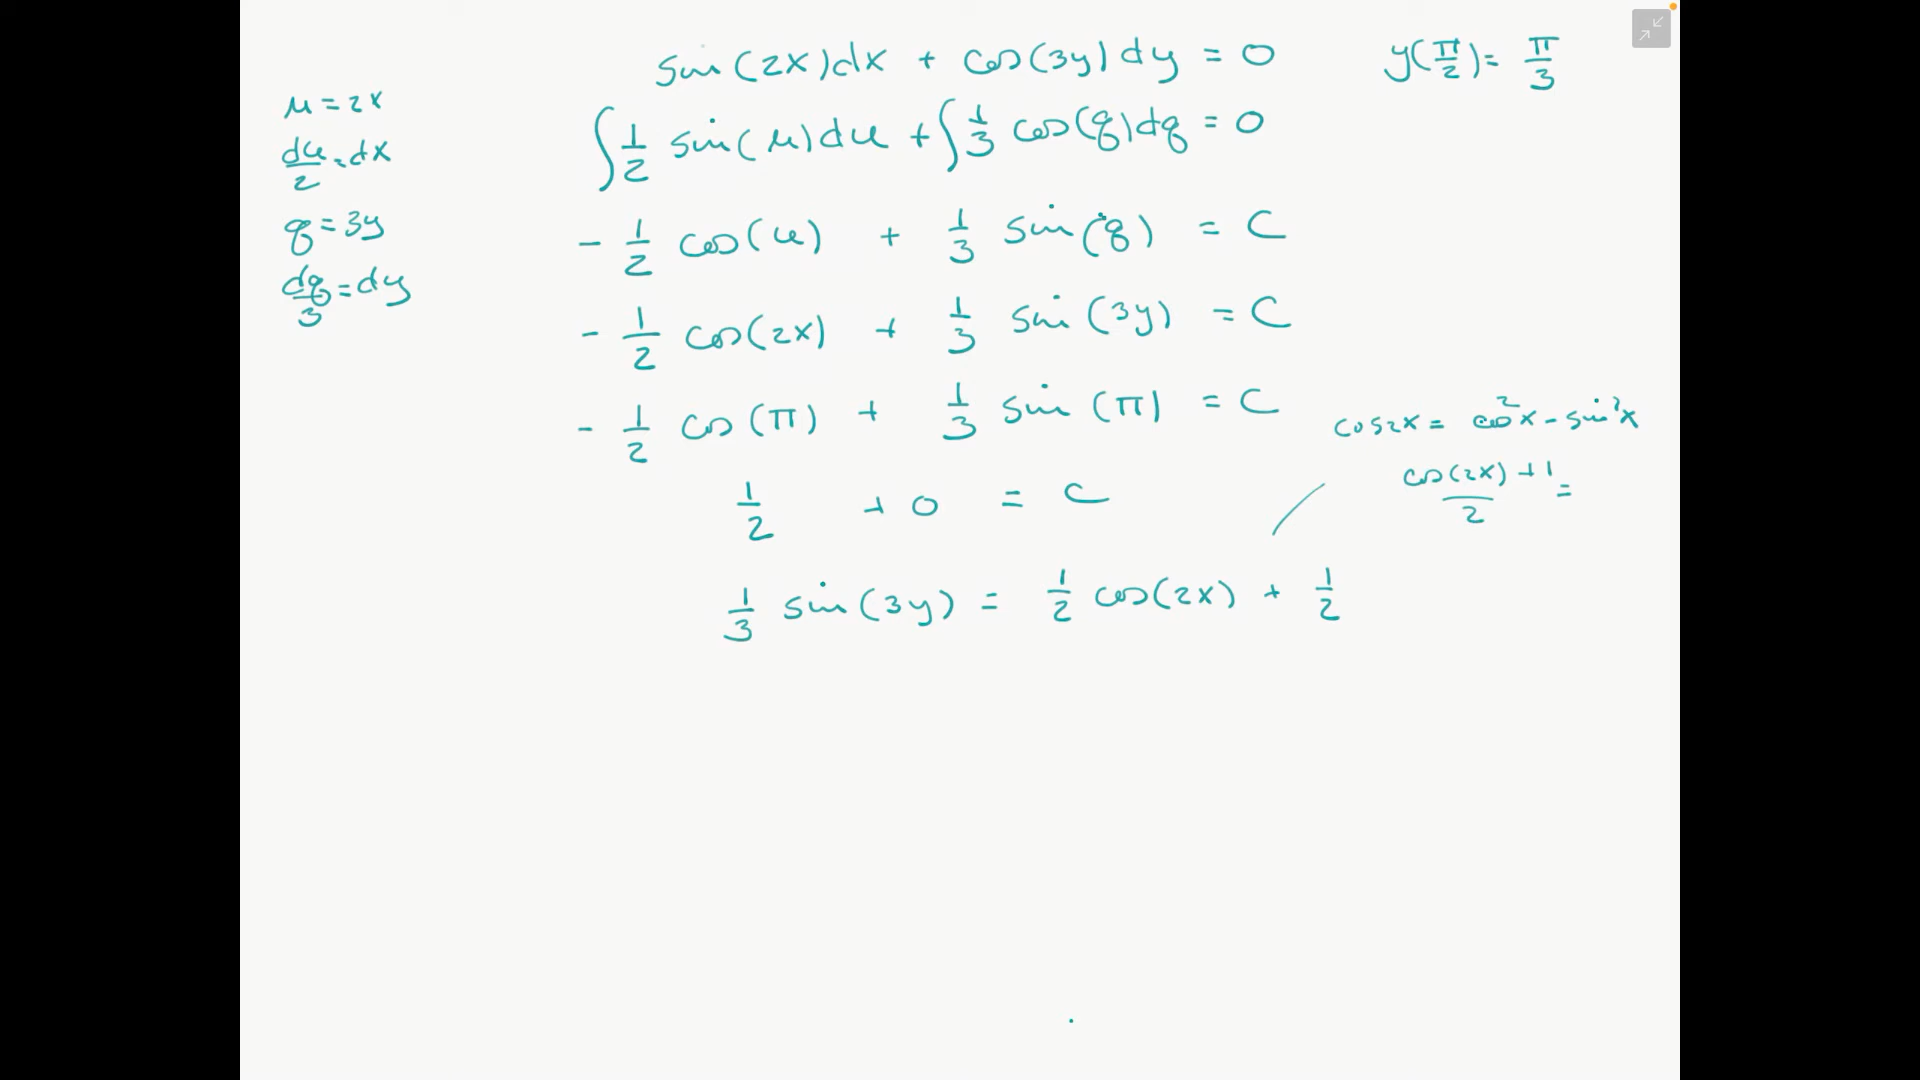 sin(2x)dx + cos(3y)dy = 0    y(π/2) = π/3
μ = 2x
du/2 = dx
q = 3y
dq/3 = dy
∫ 1/2 sin(μ)du + ∫ 1/3 cos(q)dq = 0
- 1/2 cos(u) + 1/3 sin(q) = C
- 1/2 cos(2x) + 1/3 sin(3y) = C
- 1/2 cos(π) + 1/3 sin(π) = C
cos2x = cos²x - sin²x
(cos(2x) + 1)/2 =
1/2 + 0 = C
1/3 sin(3y) = 1/2 cos(2x) + 1/2